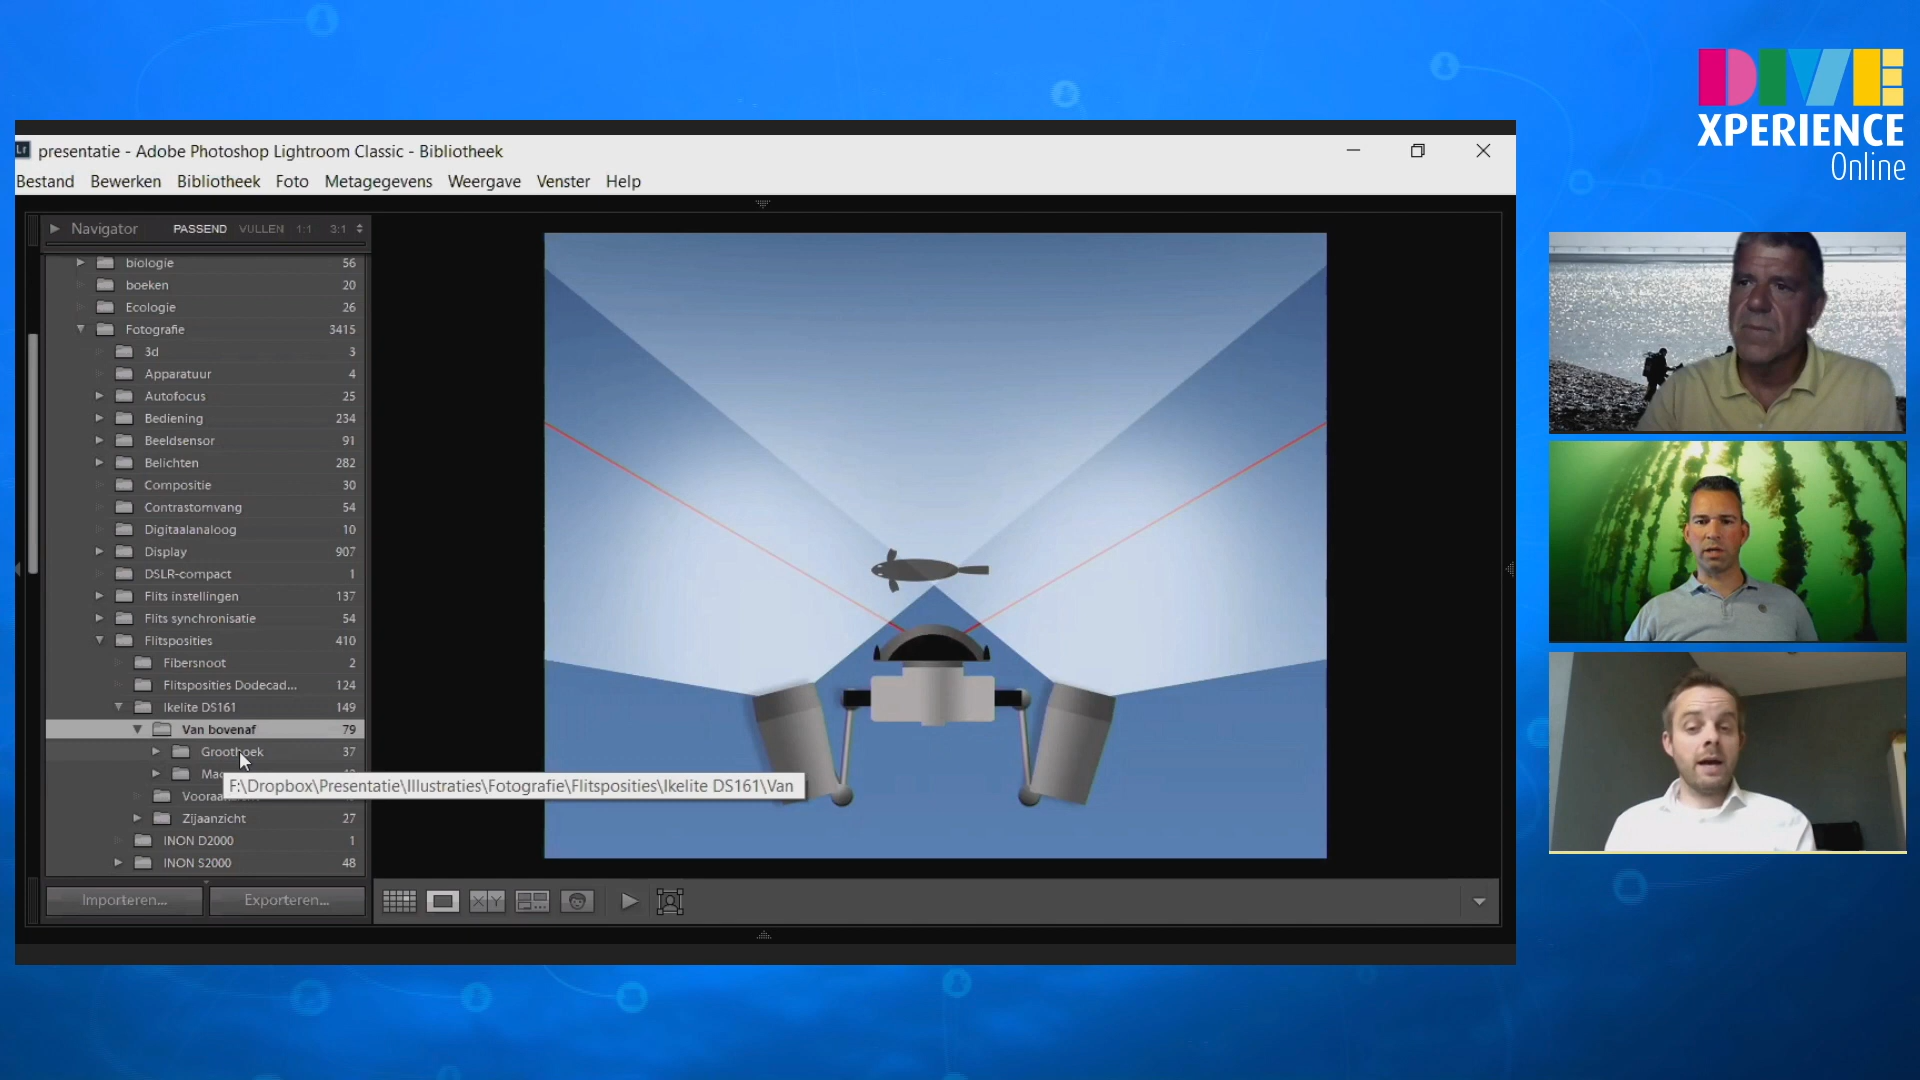 DIVE
XPERIENCE
Online
Lr presentatie - Adobe Photoshop Lightroom Classic - Bibliotheek
Bestand Bewerken Bibliotheek Foto Metagegevens Weergave Venster Help
Navigator PASSEND VULLEN 1:1 3:1
biologie 56
boeken 20
Ecologie 26
Fotografie 3415
3d 3
Apparatuur 4
Autofocus 25
Bediening 234
Beeldsensor 91
Belichten 282
Compositie 30
Contrastomvang 54
Digitaalanaloog 10
Display 907
DSLR-compact 1
Flits instellingen 137
Flits synchronisatie 54
Flitsposities 410
Fibersnoot 2
Flitsposities Dodecad... 124
Ikelite DS161 149
Van bovenaf 79
Groothoek 37
F:\Dropbox\Presentatie\Illustraties\Fotografie\Flitsposities\Ikelite DS161\Van
Zijaanzicht 27
INON D2000 1
INON S2000 48
Importeren... Exporteren...
XY